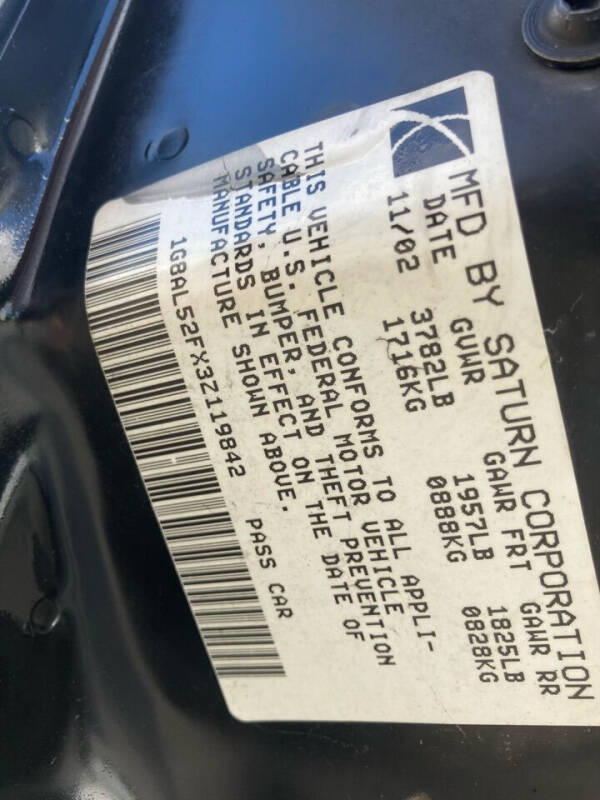 MFD BY SATURN CORPORATION
DATE GVWR GAWR FRT GAWR RR
11/02 3782LB 1957LB 1825LB
1716KG 0888KG 0828KG
THIS VEHICLE CONFORMS TO ALL APPLI-
CABLE U.S. FEDERAL MOTOR VEHICLE
SAFETY, BUMPER, AND THEFT PREVENTION
STANDARDS IN EFFECT ON THE DATE OF
MANUFACTURE SHOWN ABOVE.
1G8AL52FX3Z119842 PASS CAR